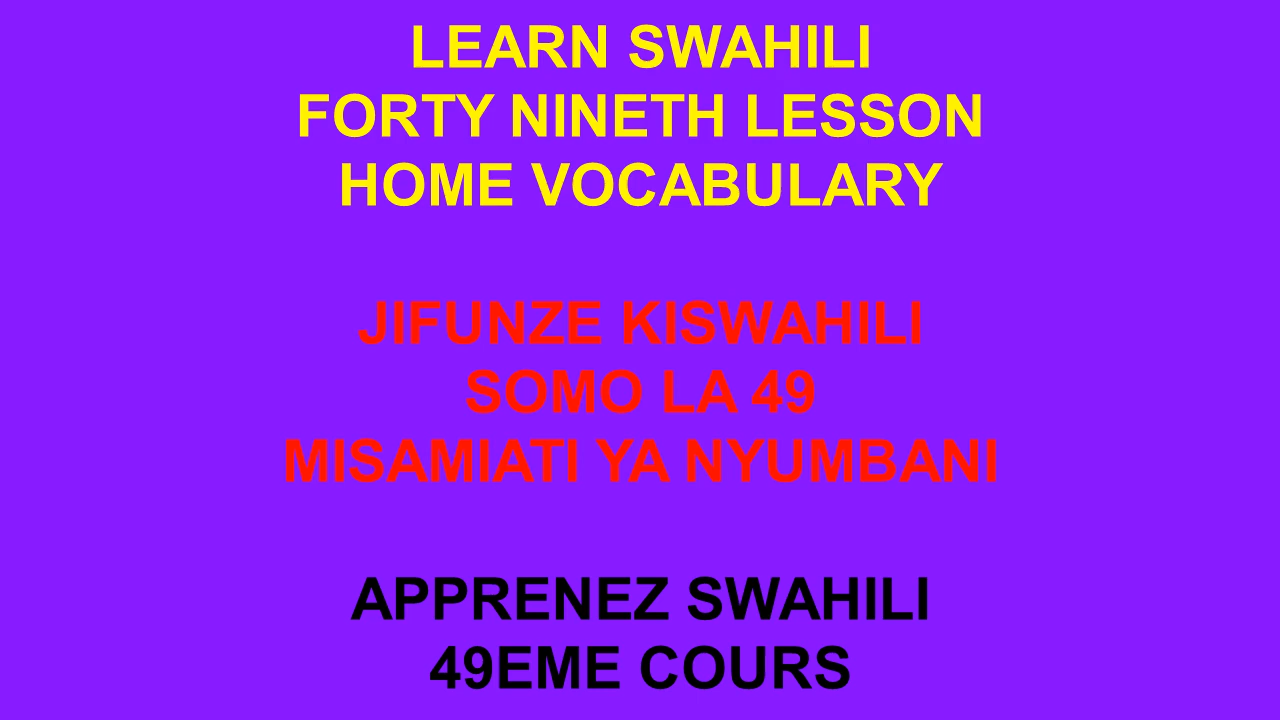 LEARN SWAHILI
FORTY NINETH LESSON
HOME VOCABULARY
JIFUNZE KISWAHILI
SOMO LA 49
MISAMIATI YA NYUMBANI
APPRENEZ SWAHILI
49EME COURS